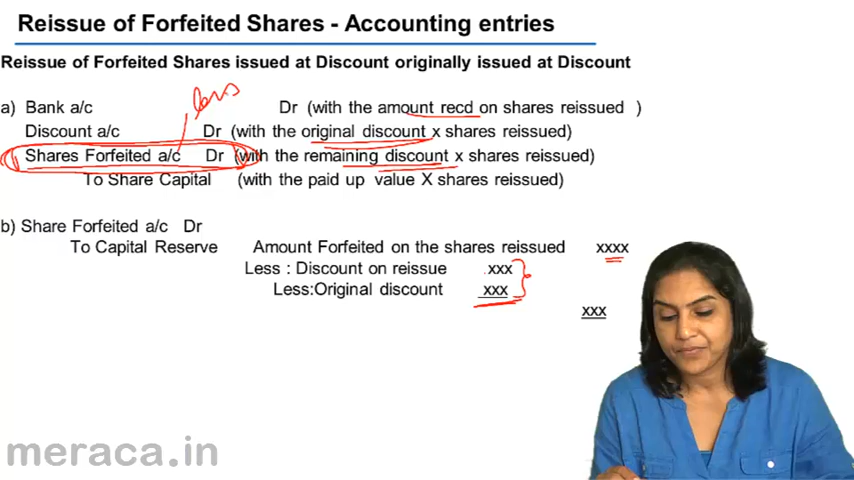 Reissue of Forfeited Shares - Accounting entries
Reissue of Forfeited Shares issued at Discount originally issued at Discount
less
a) Bank a/c Dr (with the amount recd on shares reissued )
Discount a/c Dr (with the original discount x shares reissued)
Shares Forfeited a/c Dr (with the remaining discount x shares reissued)
To Share Capital (with the paid up value X shares reissued)
b) Share Forfeited a/c Dr
To Capital Reserve Amount Forfeited on the shares reissued xxxx
Less : Discount on reissue xxx
Less:Original discount xxx
xxx
meraca.in